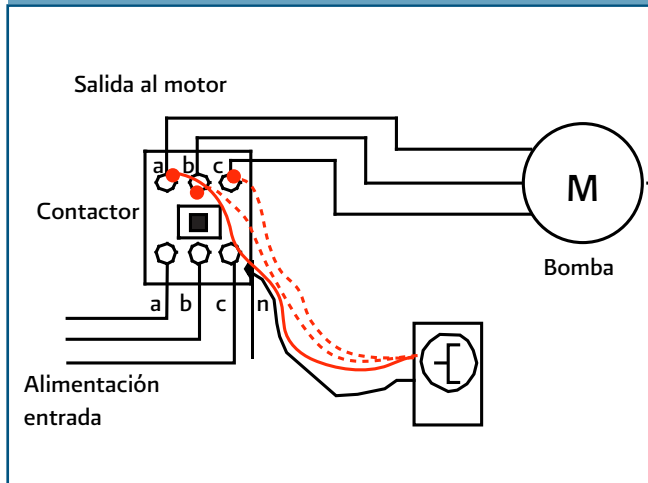 Salida al motor
a b c
Contactor
M
Bomba
a b c n
Alimentación
entrada